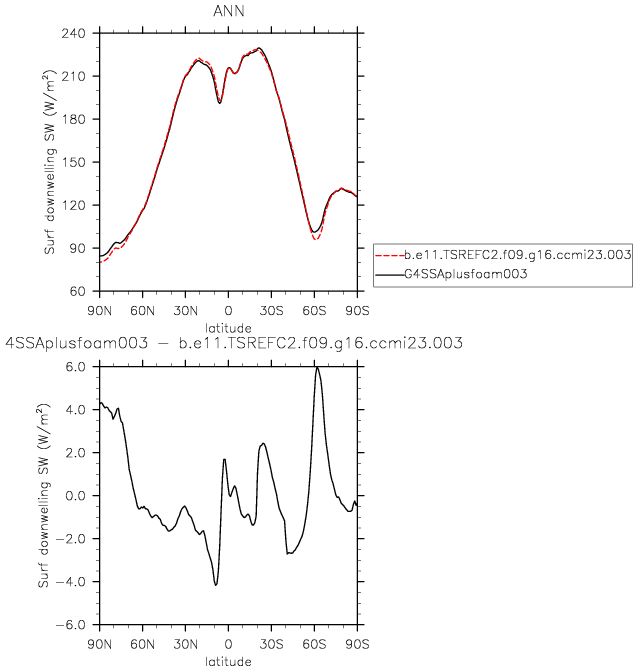 ANN
240
210
180
150
120
90
60
Surf downwelling SW (W/m²)
90N 60N 30N 0 30S 60S 90S
latitude
b.e11.TSREFC2.f09.g16.ccmi23.003
G4SSAplusfoam003
4SSAplusfoam003 – b.e11.TSREFC2.f09.g16.ccmi23.003
6.0
4.0
2.0
0.0
−2.0
−4.0
−6.0
Surf downwelling SW (W/m²)
90N 60N 30N 0 30S 60S 90S
latitude